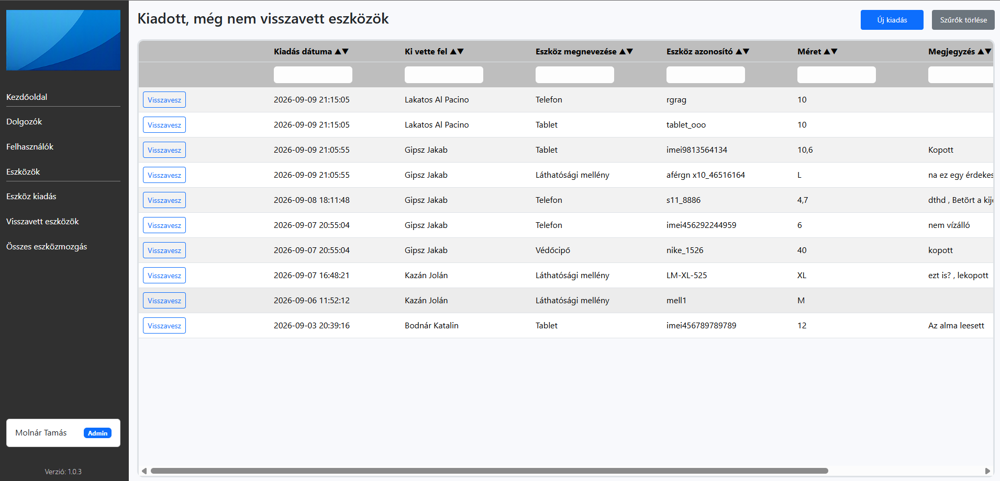 Kezdőoldal
Dolgozók
Felhasználók
Eszközök
Eszköz kiadás
Visszavett eszközök
Összes eszközmozgás
Molnár Tamás Admin
Verzió: 1.0.3
Kiadott, még nem visszavett eszközök
Új kiadás Szűrők törlése
Kiadás dátuma ▲▼ Ki vette fel ▲▼ Eszköz megnevezése ▲▼ Eszköz azonosító ▲▼ Méret ▲▼ Megjegyzés ▲▼
Visszavesz 2026-09-09 21:15:05 Lakatos Al Pacino Telefon rgrag 10
Visszavesz 2026-09-09 21:15:05 Lakatos Al Pacino Tablet tablet_ooo 10
Visszavesz 2026-09-09 21:05:55 Gipsz Jakab Tablet imei9813564134 10,6 Kopott
Visszavesz 2026-09-09 21:05:55 Gipsz Jakab Láthatósági mellény aférgn x10_46516164 L na ez egy érdekes
Visszavesz 2026-09-08 18:11:48 Gipsz Jakab Telefon s11_8886 4,7 dthd , Betört a
Visszavesz 2026-09-07 20:55:04 Gipsz Jakab Telefon imei456292244959 6 nem vízálló
Visszavesz 2026-09-07 20:55:04 Gipsz Jakab Védőcipő nike_1526 40 kopott
Visszavesz 2026-09-07 16:48:21 Kazán Jolán Láthatósági mellény LM-XL-525 XL ezt is? , lekopott
Visszavesz 2026-09-06 11:52:12 Kazán Jolán Láthatósági mellény mell1 M
Visszavesz 2026-09-03 20:39:16 Bodnár Katalin Tablet imei456789789789 12 Az alma leesett